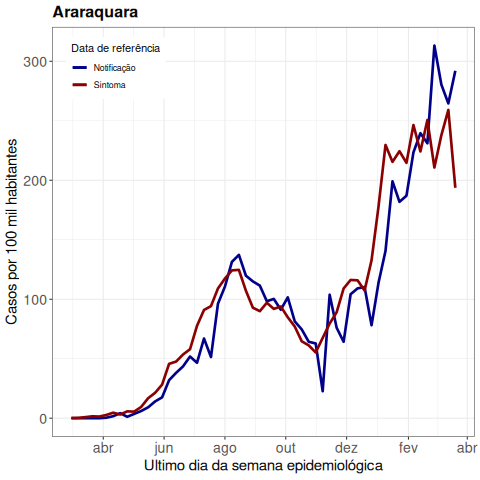 Araraquara
Data de referência
Notificação
Sintoma
Casos por 100 mil habitantes
300
200
100
0
abr jun ago out dez fev abr
Ultimo dia da semana epidemiológica